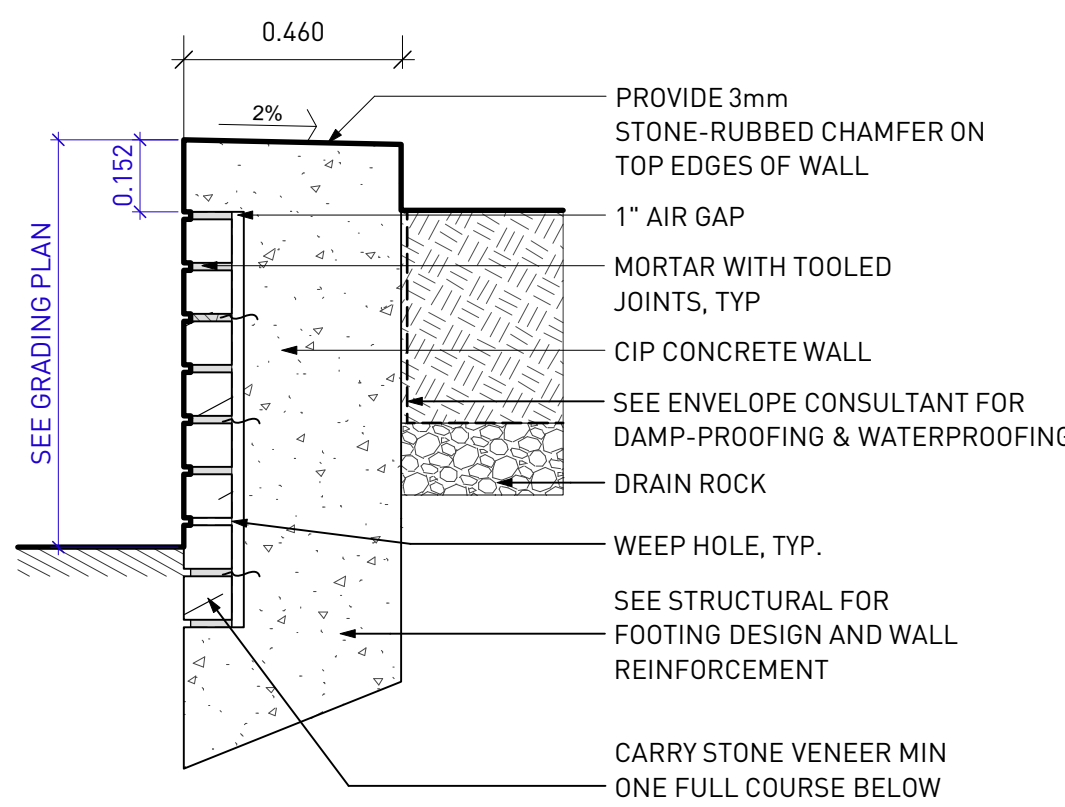 0.460
2%
0.152
SEE GRADING PLAN
PROVIDE 3mm
STONE-RUBBED CHAMFER ON
TOP EDGES OF WALL
1" AIR GAP
MORTAR WITH TOOLED
JOINTS, TYP
CIP CONCRETE WALL
SEE ENVELOPE CONSULTANT FOR
DAMP-PROOFING & WATERPROOFING
DRAIN ROCK
WEEP HOLE, TYP.
SEE STRUCTURAL FOR
FOOTING DESIGN AND WALL
REINFORCEMENT
CARRY STONE VENEER MIN
ONE FULL COURSE BELOW